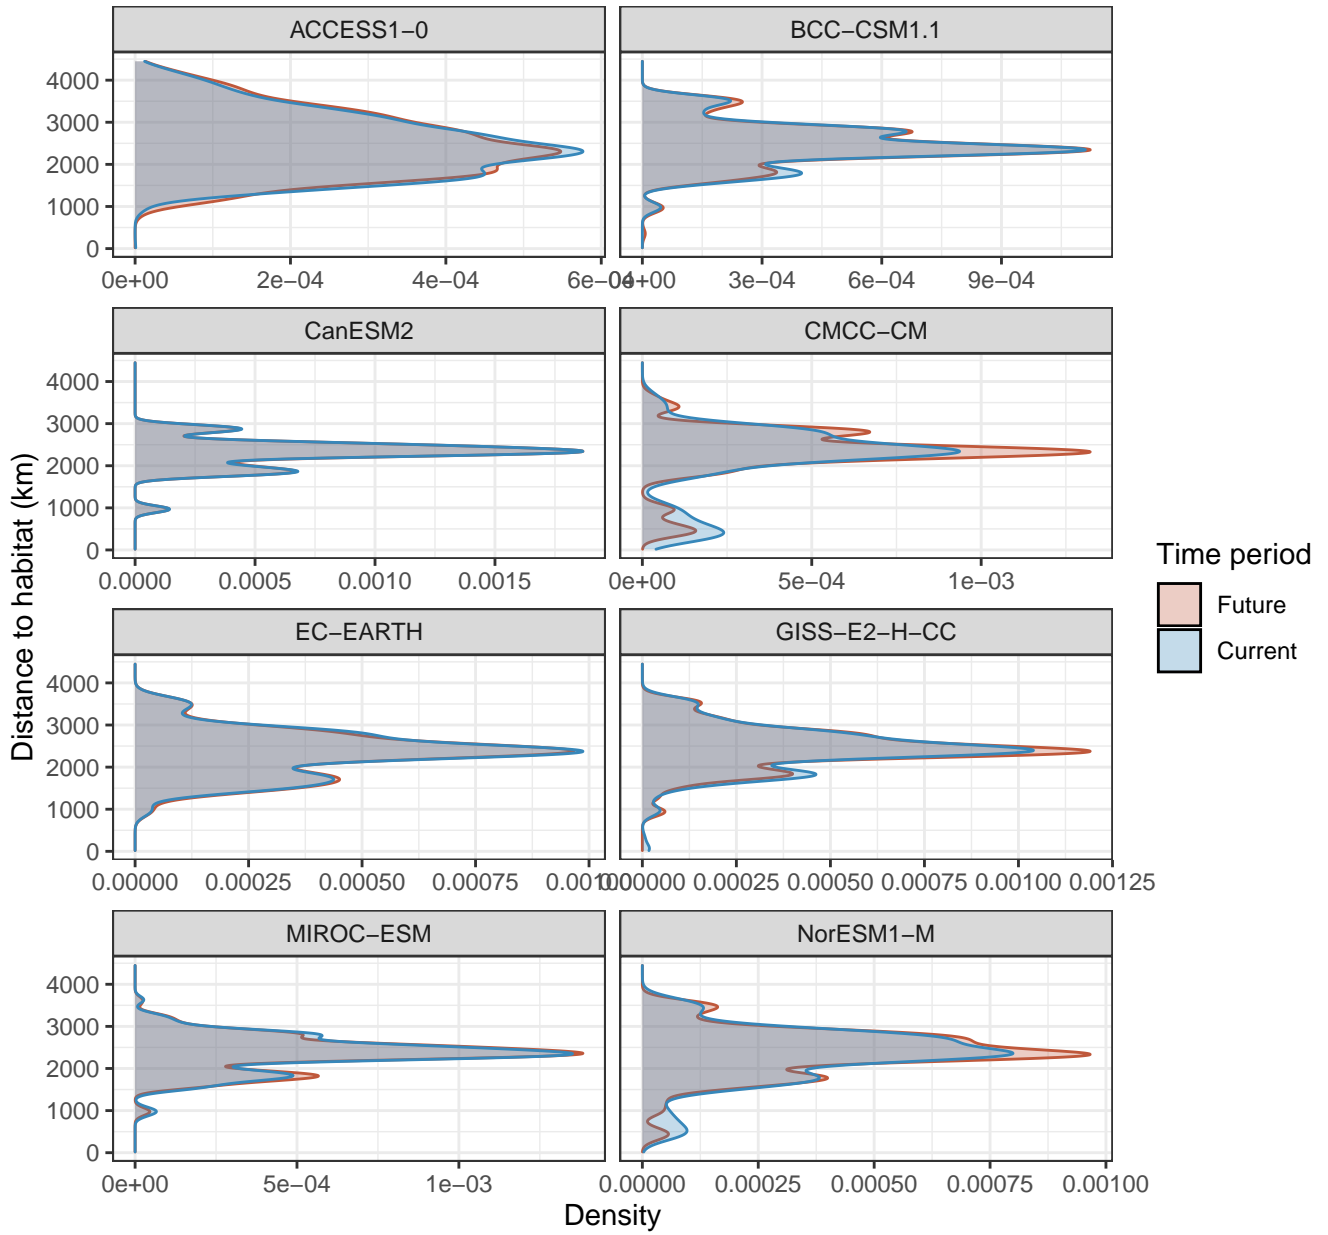 ACCESS1−0 BCC−CSM1.1
4000
3000
2000
1000
0
0e+00 2e−04 4e−04 6e−04 0e+00 3e−04 6e−04 9e−04
CanESM2 CMCC−CM
4000
3000
2000
1000
0
0.0000 0.0005 0.0010 0.0015 0e+00 5e−04 1e−03
Distance to habitat (km)
Time period
Future
Current
EC−EARTH GISS−E2−H−CC
4000
3000
2000
1000
0
0.00000 0.00025 0.00050 0.00075 0.00100 0.00000 0.00025 0.00050 0.00075 0.00100 0.00125
MIROC−ESM NorESM1−M
4000
3000
2000
1000
0
0e+00 5e−04 1e−03 0.00000 0.00025 0.00050 0.00075 0.00100
Density